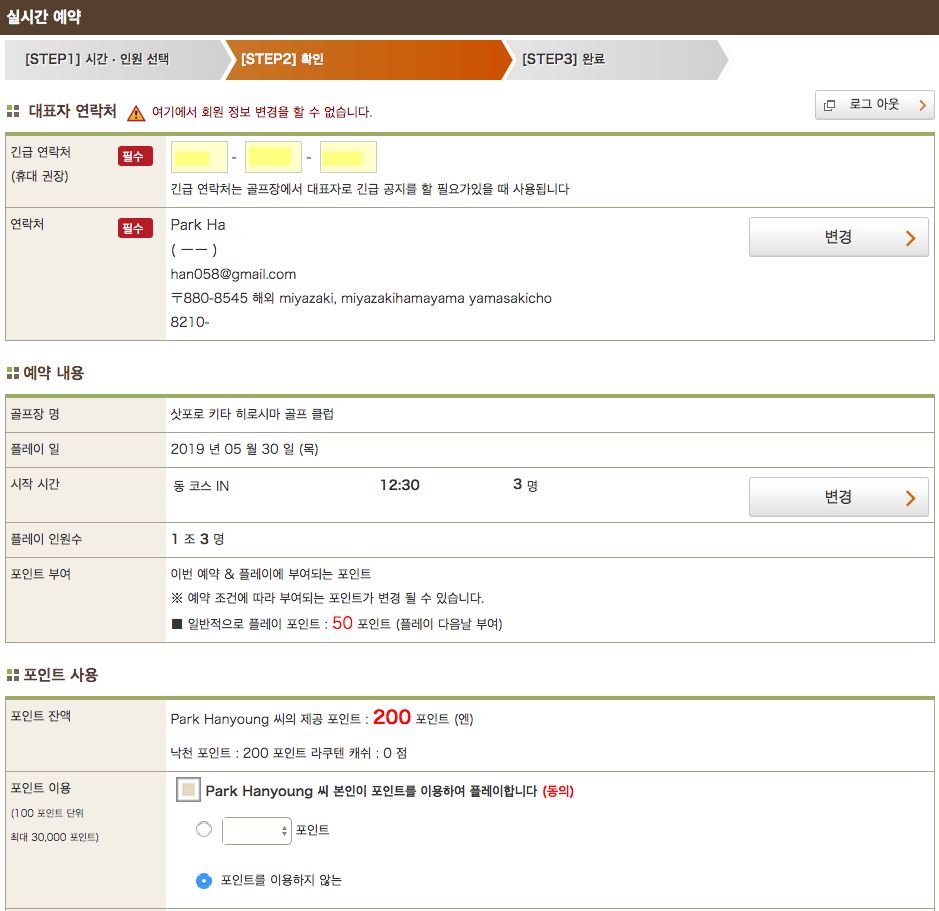 실시간 예약
[STEP1] 시간 · 인원 선택
[STEP2] 확인
[STEP3] 완료
대표자 연락처 여기에서 회원 정보 변경을 할 수 없습니다.
로그 아웃
긴급 연락처 필수
(휴대 권장)
- -
긴급 연락처는 골프장에서 대표자로 긴급 공지를 할 필요가있을 때 사용됩니다
연락처 필수
Park Ha
( ーー )
han058@gmail.com
〒880-8545 해외 miyazaki, miyazakihamayama yamasakicho
8210-
변경
예약 내용
골프장 명 삿포로 키타 히로시마 골프 클럽
플레이 일 2019 년 05 월 30 일 (목)
시작 시간 동 코스 IN 12:30 3 명
변경
플레이 인원수 1 조 3 명
포인트 부여
이번 예약 & 플레이에 부여되는 포인트
※ 예약 조건에 따라 부여되는 포인트가 변경 될 수 있습니다.
■ 일반적으로 플레이 포인트 : 50 포인트 (플레이 다음날 부여)
포인트 사용
포인트 잔액 Park Hanyoung 씨의 제공 포인트 : 200 포인트 (엔)
낙천 포인트 : 200 포인트 라쿠텐 캐쉬 : 0 점
포인트 이용
(100 포인트 단위
최대 30,000 포인트)
Park Hanyoung 씨 본인이 포인트를 이용하여 플레이합니다 (동의)
포인트
포인트를 이용하지 않는